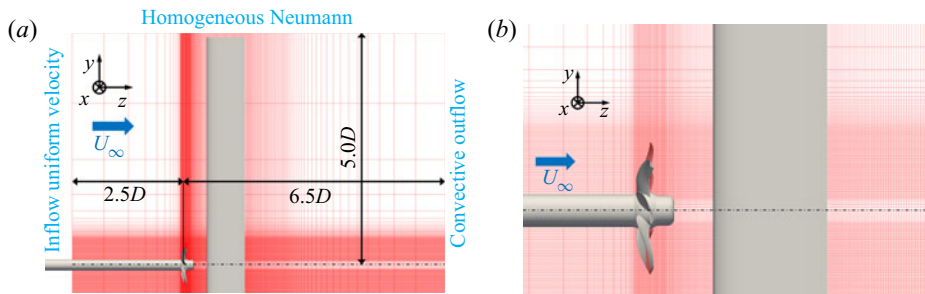 Homogeneous Neumann
(a)
Inflow uniform velocity
y
x
z
U∞
2.5D
6.5D
5.0D
Convective outflow
(b)
y
x
z
U∞